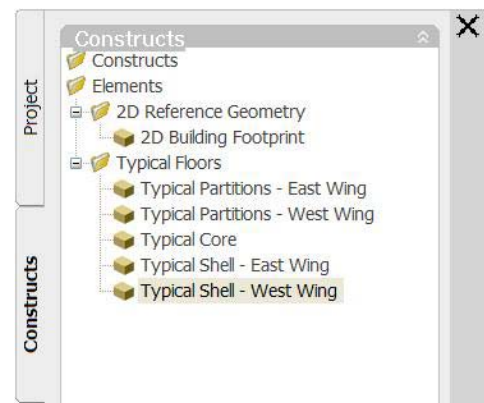 Constructs
Constructs
Elements
2D Reference Geometry
2D Building Footprint
Typical Floors
Typical Partitions - East Wing
Typical Partitions - West Wing
Typical Core
Typical Shell - East Wing
Typical Shell - West Wing
Project
Constructs